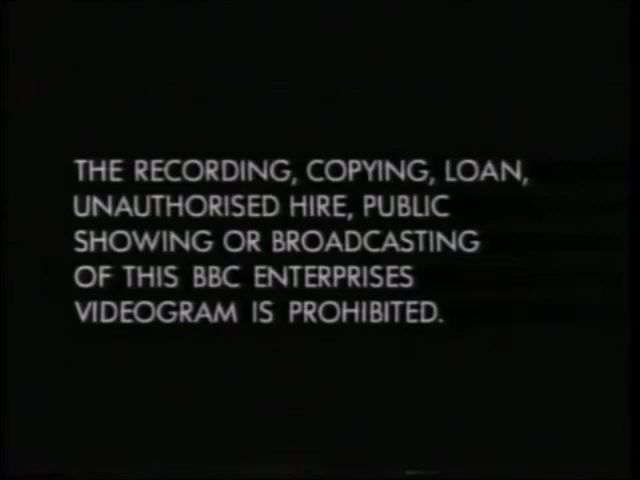 THE RECORDING, COPYING, LOAN,
UNAUTHORISED HIRE, PUBLIC
SHOWING OR BROADCASTING
OF THIS BBC ENTERPRISES
VIDEOGRAM IS PROHIBITED.